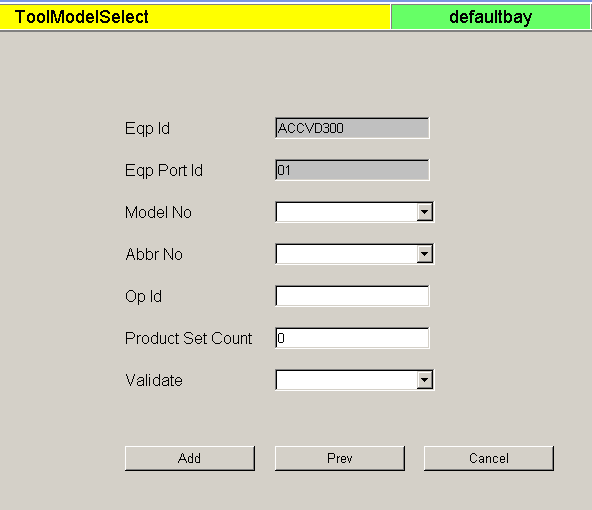 ToolModelSelect defaultbay
Eqp Id ACCVD300
Eqp Port Id 01
Model No
Abbr No
Op Id
Product Set Count 0
Validate
Add Prev Cancel